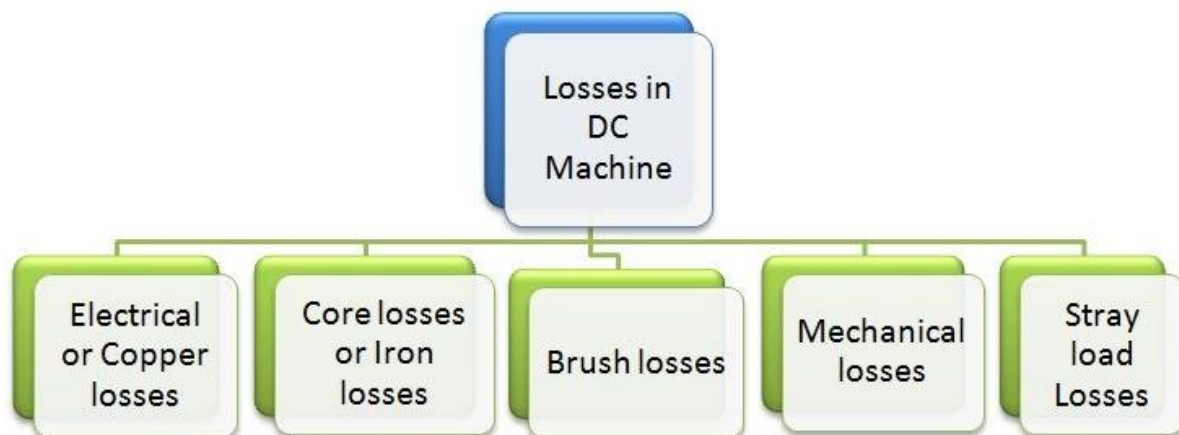 Losses in
DC
Machine
Electrical
or Copper
losses
Core losses
or Iron
losses
Brush losses
Mechanical
losses
Stray
load
Losses